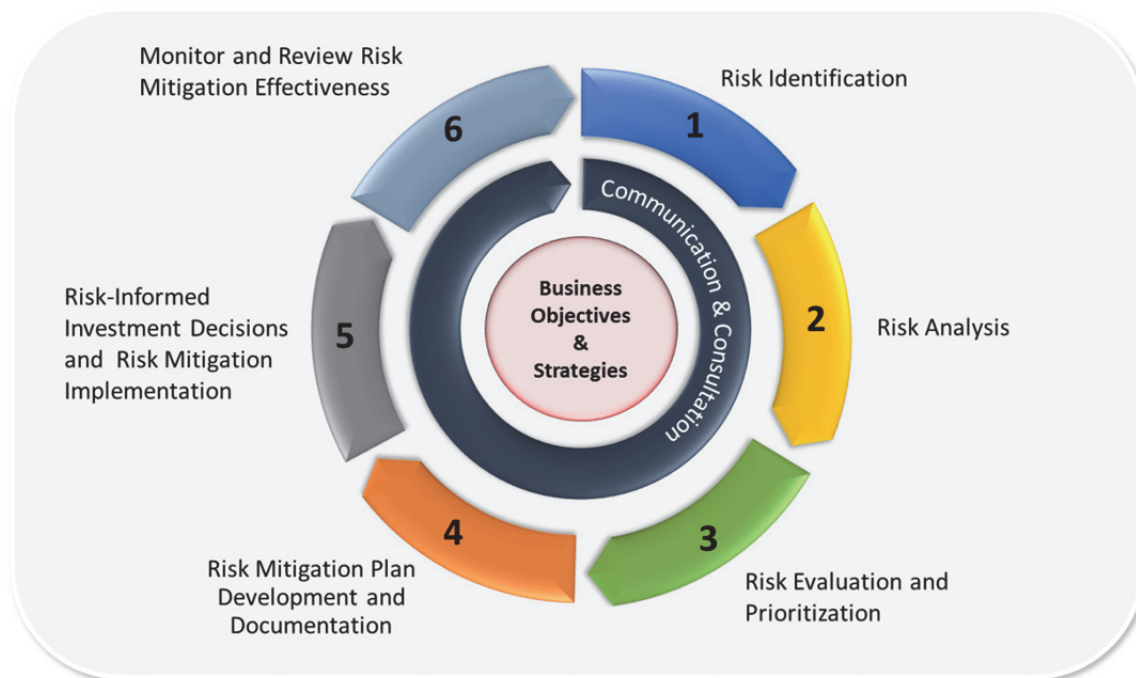 Monitor and Review Risk
Mitigation Effectiveness
6
1
Risk Identification
Communication & Consultation
Business
Objectives
&
Strategies
2
Risk Analysis
Risk-Informed
Investment Decisions
and Risk Mitigation
Implementation
5
4
Risk Mitigation Plan
Development and
Documentation
3
Risk Evaluation and
Prioritization